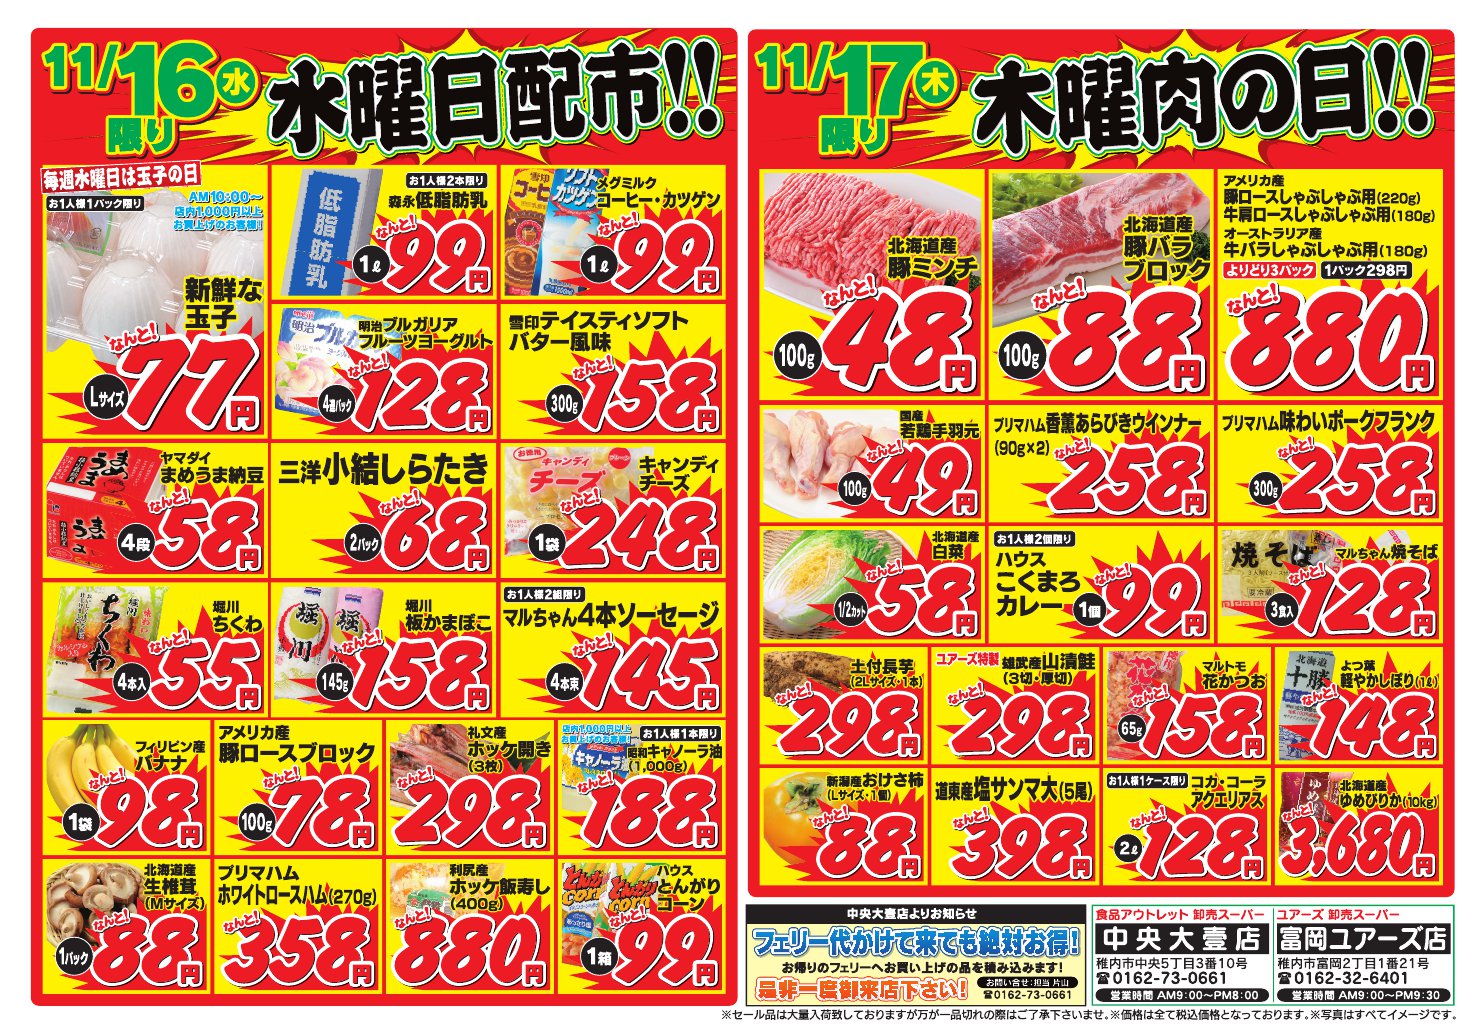 11/16水
限り
水曜日配市!!
毎週水曜日は玉子の日
お1人様1パック限り
AM10:00〜
店内1,000円以上
お買上げのお客様!
新鮮な
玉子
なんと!
Lサイズ
77円
お1人様2本限り
森永低脂肪乳
低脂肪乳
なんと!
1ℓ
99円
メグミルク
コーヒー・カツゲン
雪印
コーヒー
ソフト
カツゲン
なんと!
1ℓ
99円
明治ブルガリア
フルーツヨーグルト
なんと!
4連パック
128円
雪印テイスティソフト
バター風味
なんと!
300g
158円
ヤマダイ
まめうま納豆
なんと!
4段
58円
三洋小結しらたき
なんと!
2パック
68円
キャンディ
チーズ
お徳用
キャンディ
チーズ
なんと!
1袋
248円
堀川
ちくわ
ちくわ
なんと!
4本入
55円
堀川
板かまぼこ
堀川
なんと!
145g
158円
お1人様2組限り
マルちゃん4本ソーセージ
なんと!
4本束
145円
フィリピン産
バナナ
なんと!
1袋
98円
アメリカ産
豚ロースブロック
なんと!
100g
78円
礼文産
ホッケ開き
(3枚)
なんと!
298円
店内1,000円以上
お買上げのお客様!
お1人様1本限り
昭和キャノーラ油
(1,000g)
キャノーラ
なんと!
188円
北海道産
生椎茸
(Mサイズ)
なんと!
1パック
88円
プリマハム
ホワイトロースハム(270g)
なんと!
358円
利尻産
ホッケ飯寿し
(400g)
なんと!
880円
ハウス
とんがり
コーン
とんがり
corn
なんと!
1箱
99円
11/17木
限り
木曜肉の日!!
北海道産
豚ミンチ
なんと!
100g
48円
北海道産
豚バラ
ブロック
なんと!
100g
88円
アメリカ産
豚ロースしゃぶしゃぶ用(220g)
牛肩ロースしゃぶしゃぶ用(180g)
オーストラリア産
牛バラしゃぶしゃぶ用(180g)
よりどり3パック 1パック298円
なんと!
880円
国産
若鶏手羽元
なんと!
100g
49円
プリマハム香薫あらびきウインナー
(90g×2)
なんと!
258円
プリマハム味わいポークフランク
なんと!
300g
258円
北海道産
白菜
なんと!
1/2カット
58円
お1人様2個限り
ハウス
こくまろ
カレー
なんと!
1個
99円
マルちゃん焼そば
焼そば
なんと!
3食入
128円
土付長芋
(2Lサイズ・1本)
なんと!
298円
ユアーズ特製 雄武産山漬鮭
(3切・厚切)
なんと!
298円
マルトモ
花かつお
なんと!
65g
158円
よつ葉
軽やかしぼり(1ℓ)
北海道
十勝
なんと!
148円
新潟産おけさ柿
(Lサイズ・1個)
なんと!
88円
道東産塩サンマ大(5尾)
なんと!
398円
お1人様1ケース限り
コカ・コーラ
アクエリアス
なんと!
2ℓ
128円
北海道産
ゆめぴりか(10kg)
なんと!
3,680円
中央大壹店よりお知らせ
フェリー代かけて来ても絶対お得!
お帰りのフェリーへお買い上げの品を積み込みます!
是非一度御来店下さい!
お問い合せ:担当 片山
☎0162-73-0661
食品アウトレット 卸売スーパー
中央大壹店
稚内市中央5丁目3番10号
☎0162-73-0661
営業時間 AM9:00〜PM8:00
ユアーズ 卸売スーパー
富岡ユアーズ店
稚内市富岡2丁目1番21号
☎0162-32-6401
営業時間 AM9:00〜PM9:30
※セール品は大量入荷致しておりますが万が一品切れの際はご了承下さいませ。※価格は全て税込価格となっております。※写真はすべてイメージです。